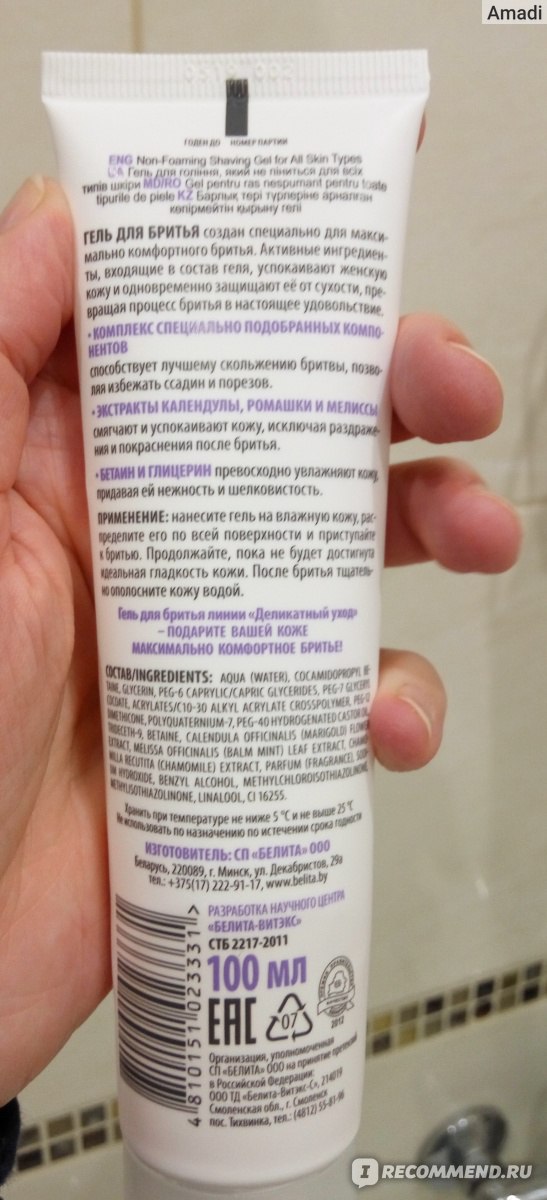 Amadi
ГОДЕН ДО НОМЕР ПАРТИИ
ENG Non-Foaming Shaving Gel for All Skin Types
UA Гель для гоління, який не піниться для всіх
типів шкіри MD/RO Gel pentru ras nespumant pentru toate
tipurile de piele KZ Барлық тері түрлеріне арналған
көпірмейтін қырыну гелі
ГЕЛЬ ДЛЯ БРИТЬЯ создан специально для макси-
мально комфортного бритья. Активные ингредиен-
ты, входящие в состав геля, успокаивают женскую
кожу и одновременно защищают её от сухости, пре-
вращая процесс бритья в настоящее удовольствие.
• КОМПЛЕКС СПЕЦИАЛЬНО ПОДОБРАННЫХ КОМПО-
НЕНТОВ
способствует лучшему скольжению бритвы, позво-
ляя избежать ссадин и порезов.
• ЭКСТРАКТЫ КАЛЕНДУЛЫ, РОМАШКИ И МЕЛИССЫ
смягчают и успокаивают кожу, исключая раздраже-
ния и покраснения после бритья.
• БЕТАИН И ГЛИЦЕРИН превосходно увлажняют кожу,
придавая ей нежность и шелковистость.
ПРИМЕНЕНИЕ: нанесите гель на влажную кожу, рас-
пределите его по всей поверхности и приступайте
к бритью. Продолжайте, пока не будет достигнута
идеальная гладкость кожи. После бритья тщатель-
но ополосните кожу водой.
Гель для бритья линии «Деликатный уход»
– ПОДАРИТЕ ВАШЕЙ КОЖЕ
МАКСИМАЛЬНО КОМФОРТНОЕ БРИТЬЕ!
СОСТАВ/INGREDIENTS: AQUA (WATER), COCAMIDOPROPYL BE-
TAINE, GLYCERIN, PEG-6 CAPRYLIC/CAPRIC GLYCERIDES, PEG-7 GLYCERYL
COCOATE, ACRYLATES/C10-30 ALKYL ACRYLATE CROSSPOLYMER, PEG-12
DIMETHICONE, POLYQUATERNIUM-7, PEG-40 HYDROGENATED CASTOR OIL,
TRIDECETH-9, BETAINE, CALENDULA OFFICINALIS (MARIGOLD) FLOWER
EXTRACT, MELISSA OFFICINALIS (BALM MINT) LEAF EXTRACT, CHAMO-
MILLA RECUTITA (CHAMOMILE) EXTRACT, PARFUM (FRAGRANCE), SODI-
UM HYDROXIDE, BENZYL ALCOHOL, METHYLCHLOROISOTHIAZOLINONE,
METHYLISOTHIAZOLINONE, LINALOOL, CI 16255.
Хранить при температуре не ниже 5 °C и не выше 25 °C
Не использовать по назначению по истечении срока годности
ИЗГОТОВИТЕЛЬ: СП «БЕЛИТА» ООО
Беларусь, 220089, г. Минск, ул. Декабристов, 29а
тел.: +375(17) 222-91-17, www.belita.by
РАЗРАБОТКА НАУЧНОГО ЦЕНТРА
«БЕЛИТА-ВИТЭКС»
СТБ 2217-2011
100 МЛ
EAC
07
2012
Организация, уполномоченная
СП «БЕЛИТА» ООО на принятие претензий
в Российской Федерации:
ООО ТД «Белита-Витэкс-С», 214019
Смоленская обл., г. Смоленск
пос. Тихвинка, тел.: (4812) 55-81-96
4 810151 023331 >
IRECOMMEND.RU